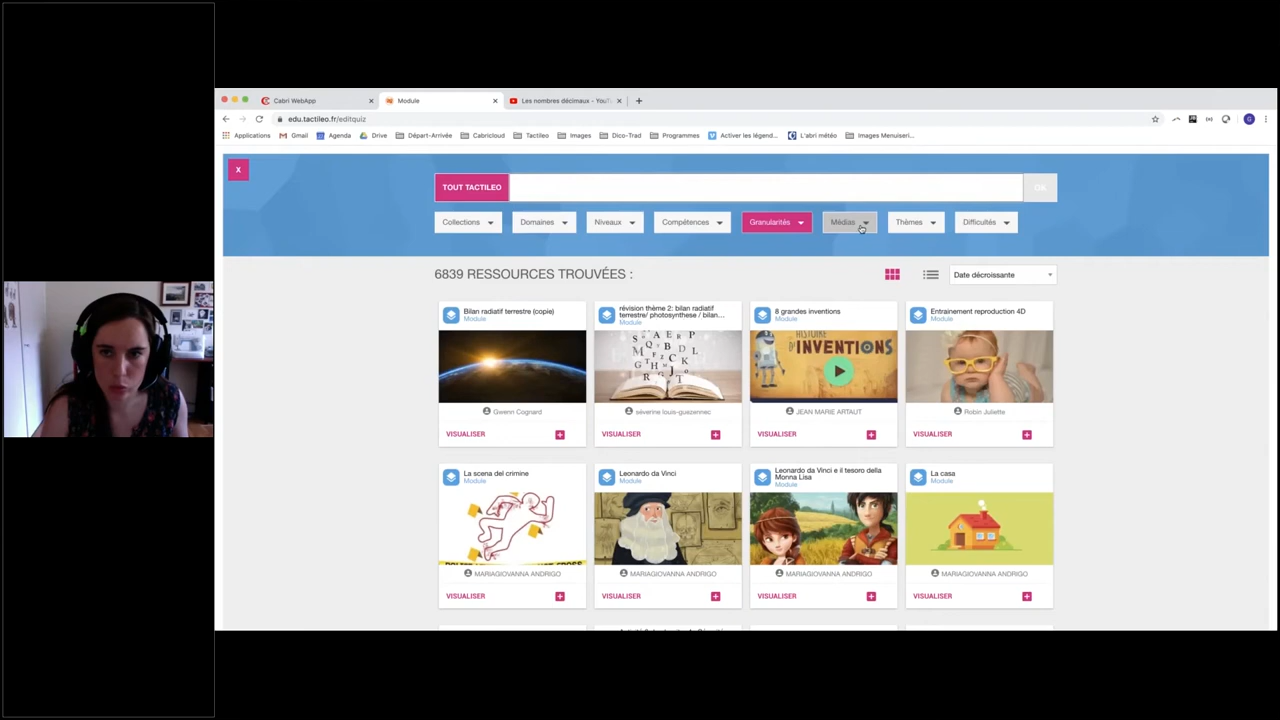 Cabri WebApp
Module
Les nombres décimaux - YouTu
edu.tactileo.fr/editquiz
G
Applications
Gmail
Agenda
Drive
Départ-Arrivée
Cabricloud
Tactileo
Images
Dico-Trad
Programmes
Activer les légend...
L'abri météo
Images Menuiseri...
X
TOUT TACTILEO
OK
Collections
Domaines
Niveaux
Compétences
Granularités
Médias
Thèmes
Difficultés
6839 RESSOURCES TROUVÉES :
Date décroissante
Bilan radiatif terrestre (copie)
Module
Gwenn Cognard
VISUALISER
révision thème 2: bilan radiatif
terrestre/ photosynthese / bilan...
Module
séverine louis-guezennec
VISUALISER
8 grandes inventions
Module
HISTOIRE
D'INVENTIONS
JEAN MARIE ARTAUT
VISUALISER
Entrainement reproduction 4D
Module
Robin Juliette
VISUALISER
La scena del crimine
Module
MARIAGIOVANNA ANDRIGO
VISUALISER
Leonardo da Vinci
Module
MARIAGIOVANNA ANDRIGO
VISUALISER
Leonardo da Vinci e il tesoro della
Monna Lisa
Module
MARIAGIOVANNA ANDRIGO
VISUALISER
La casa
Module
MARIAGIOVANNA ANDRIGO
VISUALISER